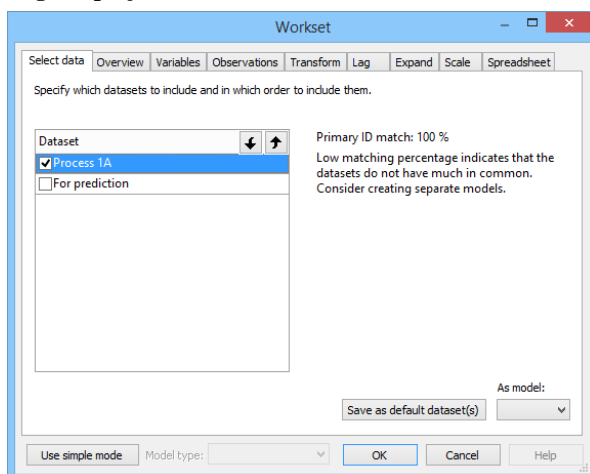 Workset
Select data Overview Variables Observations Transform Lag Expand Scale Spreadsheet
Specify which datasets to include and in which order to include them.
Dataset
Process 1A
For prediction
Primary ID match: 100 %
Low matching percentage indicates that the
datasets do not have much in common.
Consider creating separate models.
As model:
Save as default dataset(s)
Use simple mode Model type: OK Cancel Help